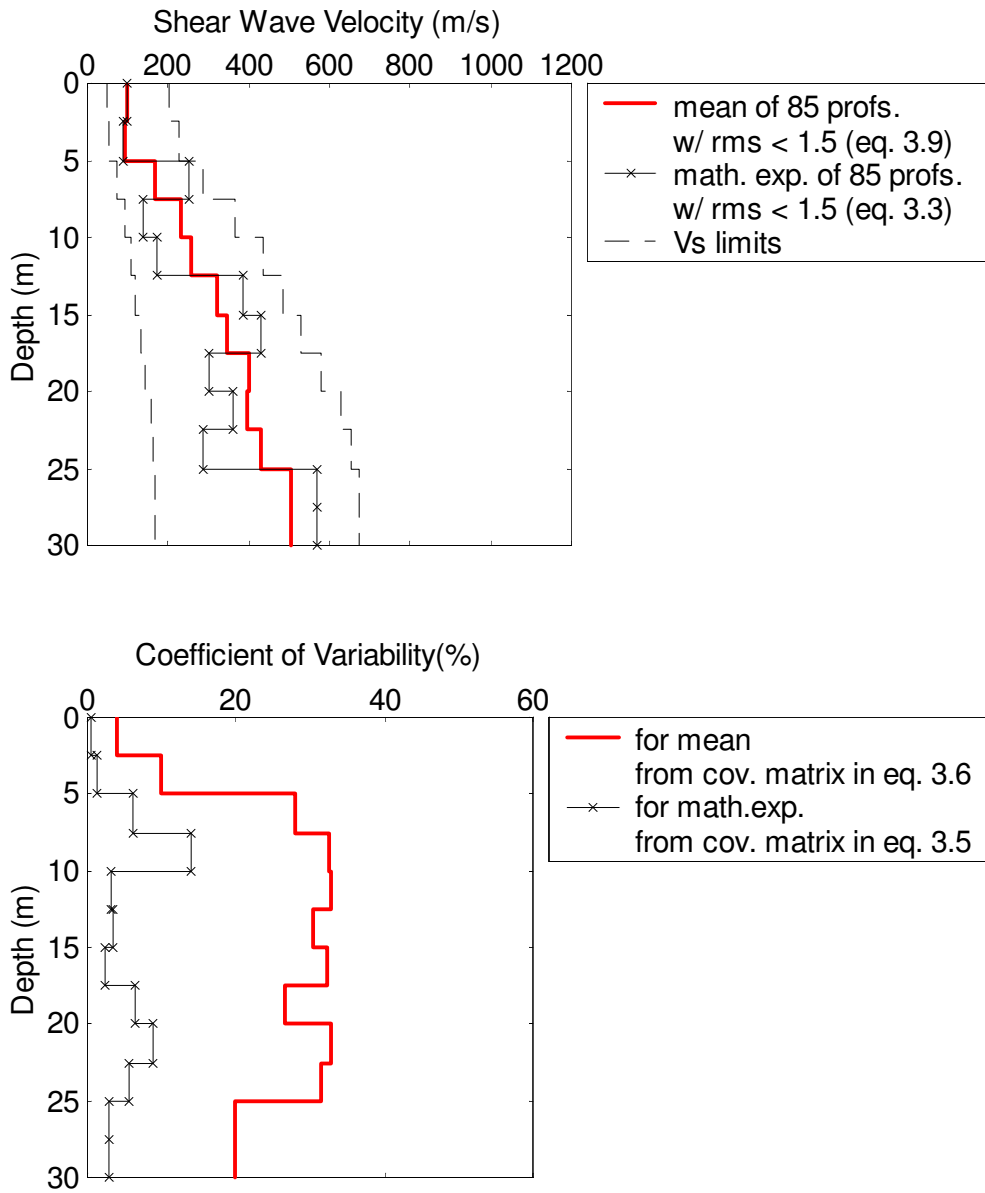 Shear Wave Velocity (m/s)
0 200 400 600 800 1000 1200
0
5
10
15
20
25
30
Depth (m)
mean of 85 profs.
w/ rms < 1.5 (eq. 3.9)
math. exp. of 85 profs.
w/ rms < 1.5 (eq. 3.3)
Vs limits
Coefficient of Variability(%)
0 20 40 60
0
5
10
15
20
25
30
Depth (m)
for mean
from cov. matrix in eq. 3.6
for math.exp.
from cov. matrix in eq. 3.5